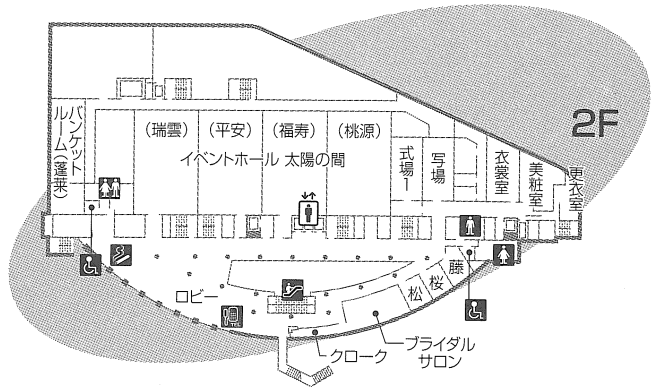 2F
バンケット
ルーム(蓬莱)
(瑞雲)
(平安)
(福寿)
(桃源)
イベントホール 太陽の間
式場1
写場
衣裳室
美粧室
更衣室
ロビー
松
桜
藤
クローク
ブライダル
サロン